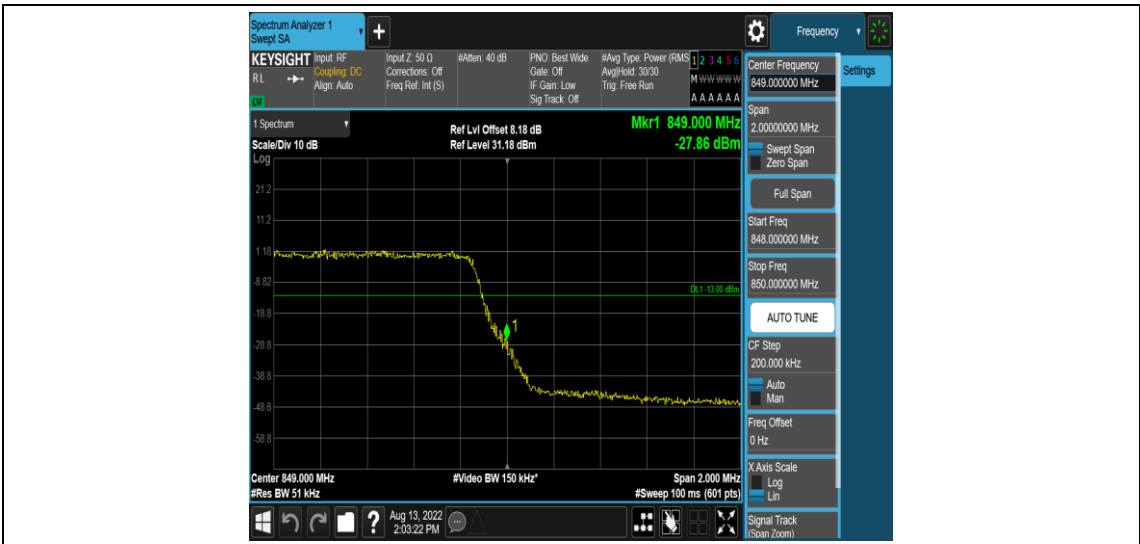 Spectrum Analyzer 1
Swept SA
+
Frequency
KEYSIGHT
RL
LXI
Input: RF
Coupling: DC
Align: Auto
Input Z: 50 Ω
Corrections: Off
Freq Ref: Int (S)
#Atten: 40 dB
PNO: Best Wide
Gate: Off
IF Gain: Low
Sig Track: Off
#Avg Type: Power (RMS
Avg|Hold: 30/30
Trig: Free Run
1 2 3 4 5 6
M W W W W W
A A A A A A
1 Spectrum
Scale/Div 10 dB
Log
Ref Lvl Offset 8.18 dB
Ref Level 31.18 dBm
Mkr1 849.000 MHz
-27.86 dBm
21.2
11.2
1.18
-8.82
-18.8
-28.8
-38.8
-48.8
-58.8
DL1 -13.00 dBm
1
Center 849.000 MHz
#Res BW 51 kHz
#Video BW 150 kHz*
Span 2.000 MHz
#Sweep 100 ms (601 pts)
?
Aug 13, 2022
2:03:22 PM
Center Frequency
849.000000 MHz
Settings
Span
2.00000000 MHz
Swept Span
Zero Span
Full Span
Start Freq
848.000000 MHz
Stop Freq
850.000000 MHz
AUTO TUNE
CF Step
200.000 kHz
Auto
Man
Freq Offset
0 Hz
X Axis Scale
Log
Lin
Signal Track
(Span Zoom)